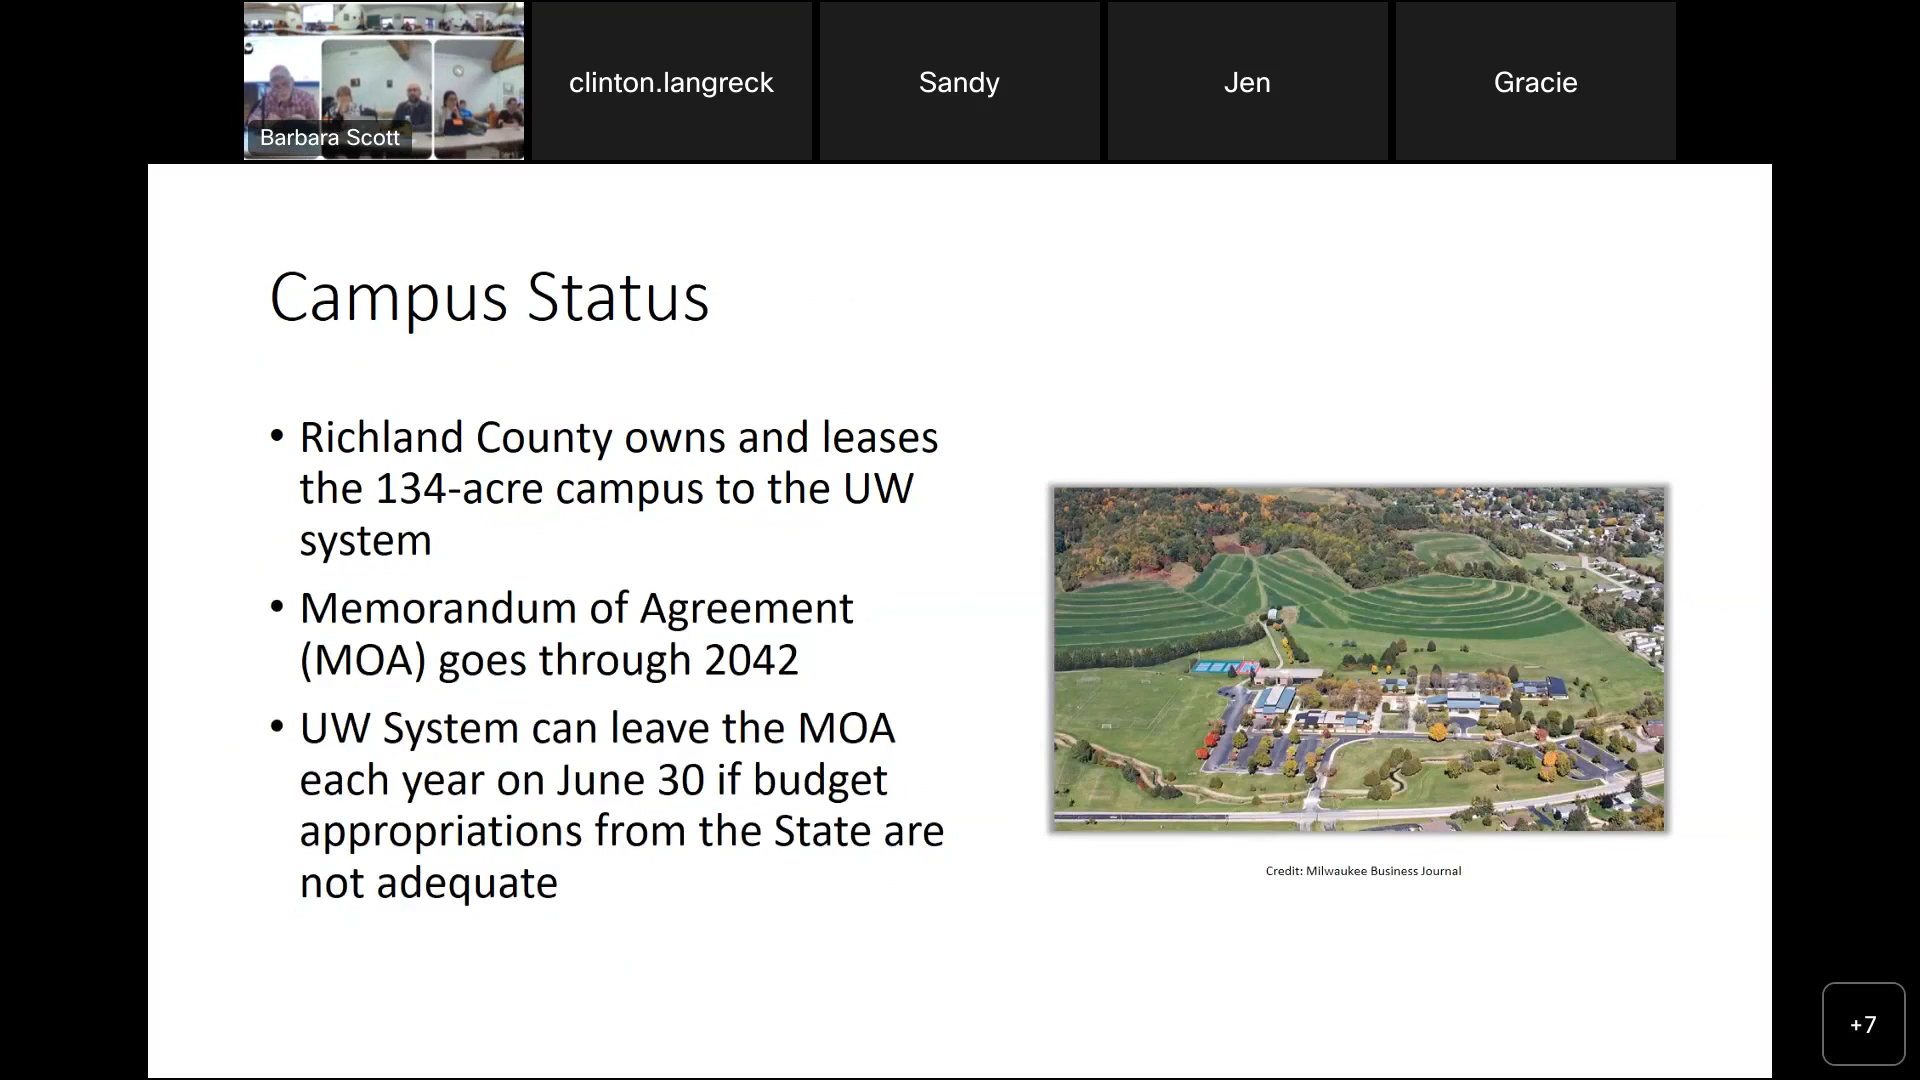 Barbara Scott
clinton.langreck
Sandy
Jen
Gracie
Campus Status
• Richland County owns and leases
the 134-acre campus to the UW
system
• Memorandum of Agreement
(MOA) goes through 2042
• UW System can leave the MOA
each year on June 30 if budget
appropriations from the State are
not adequate
Credit: Milwaukee Business Journal
+7